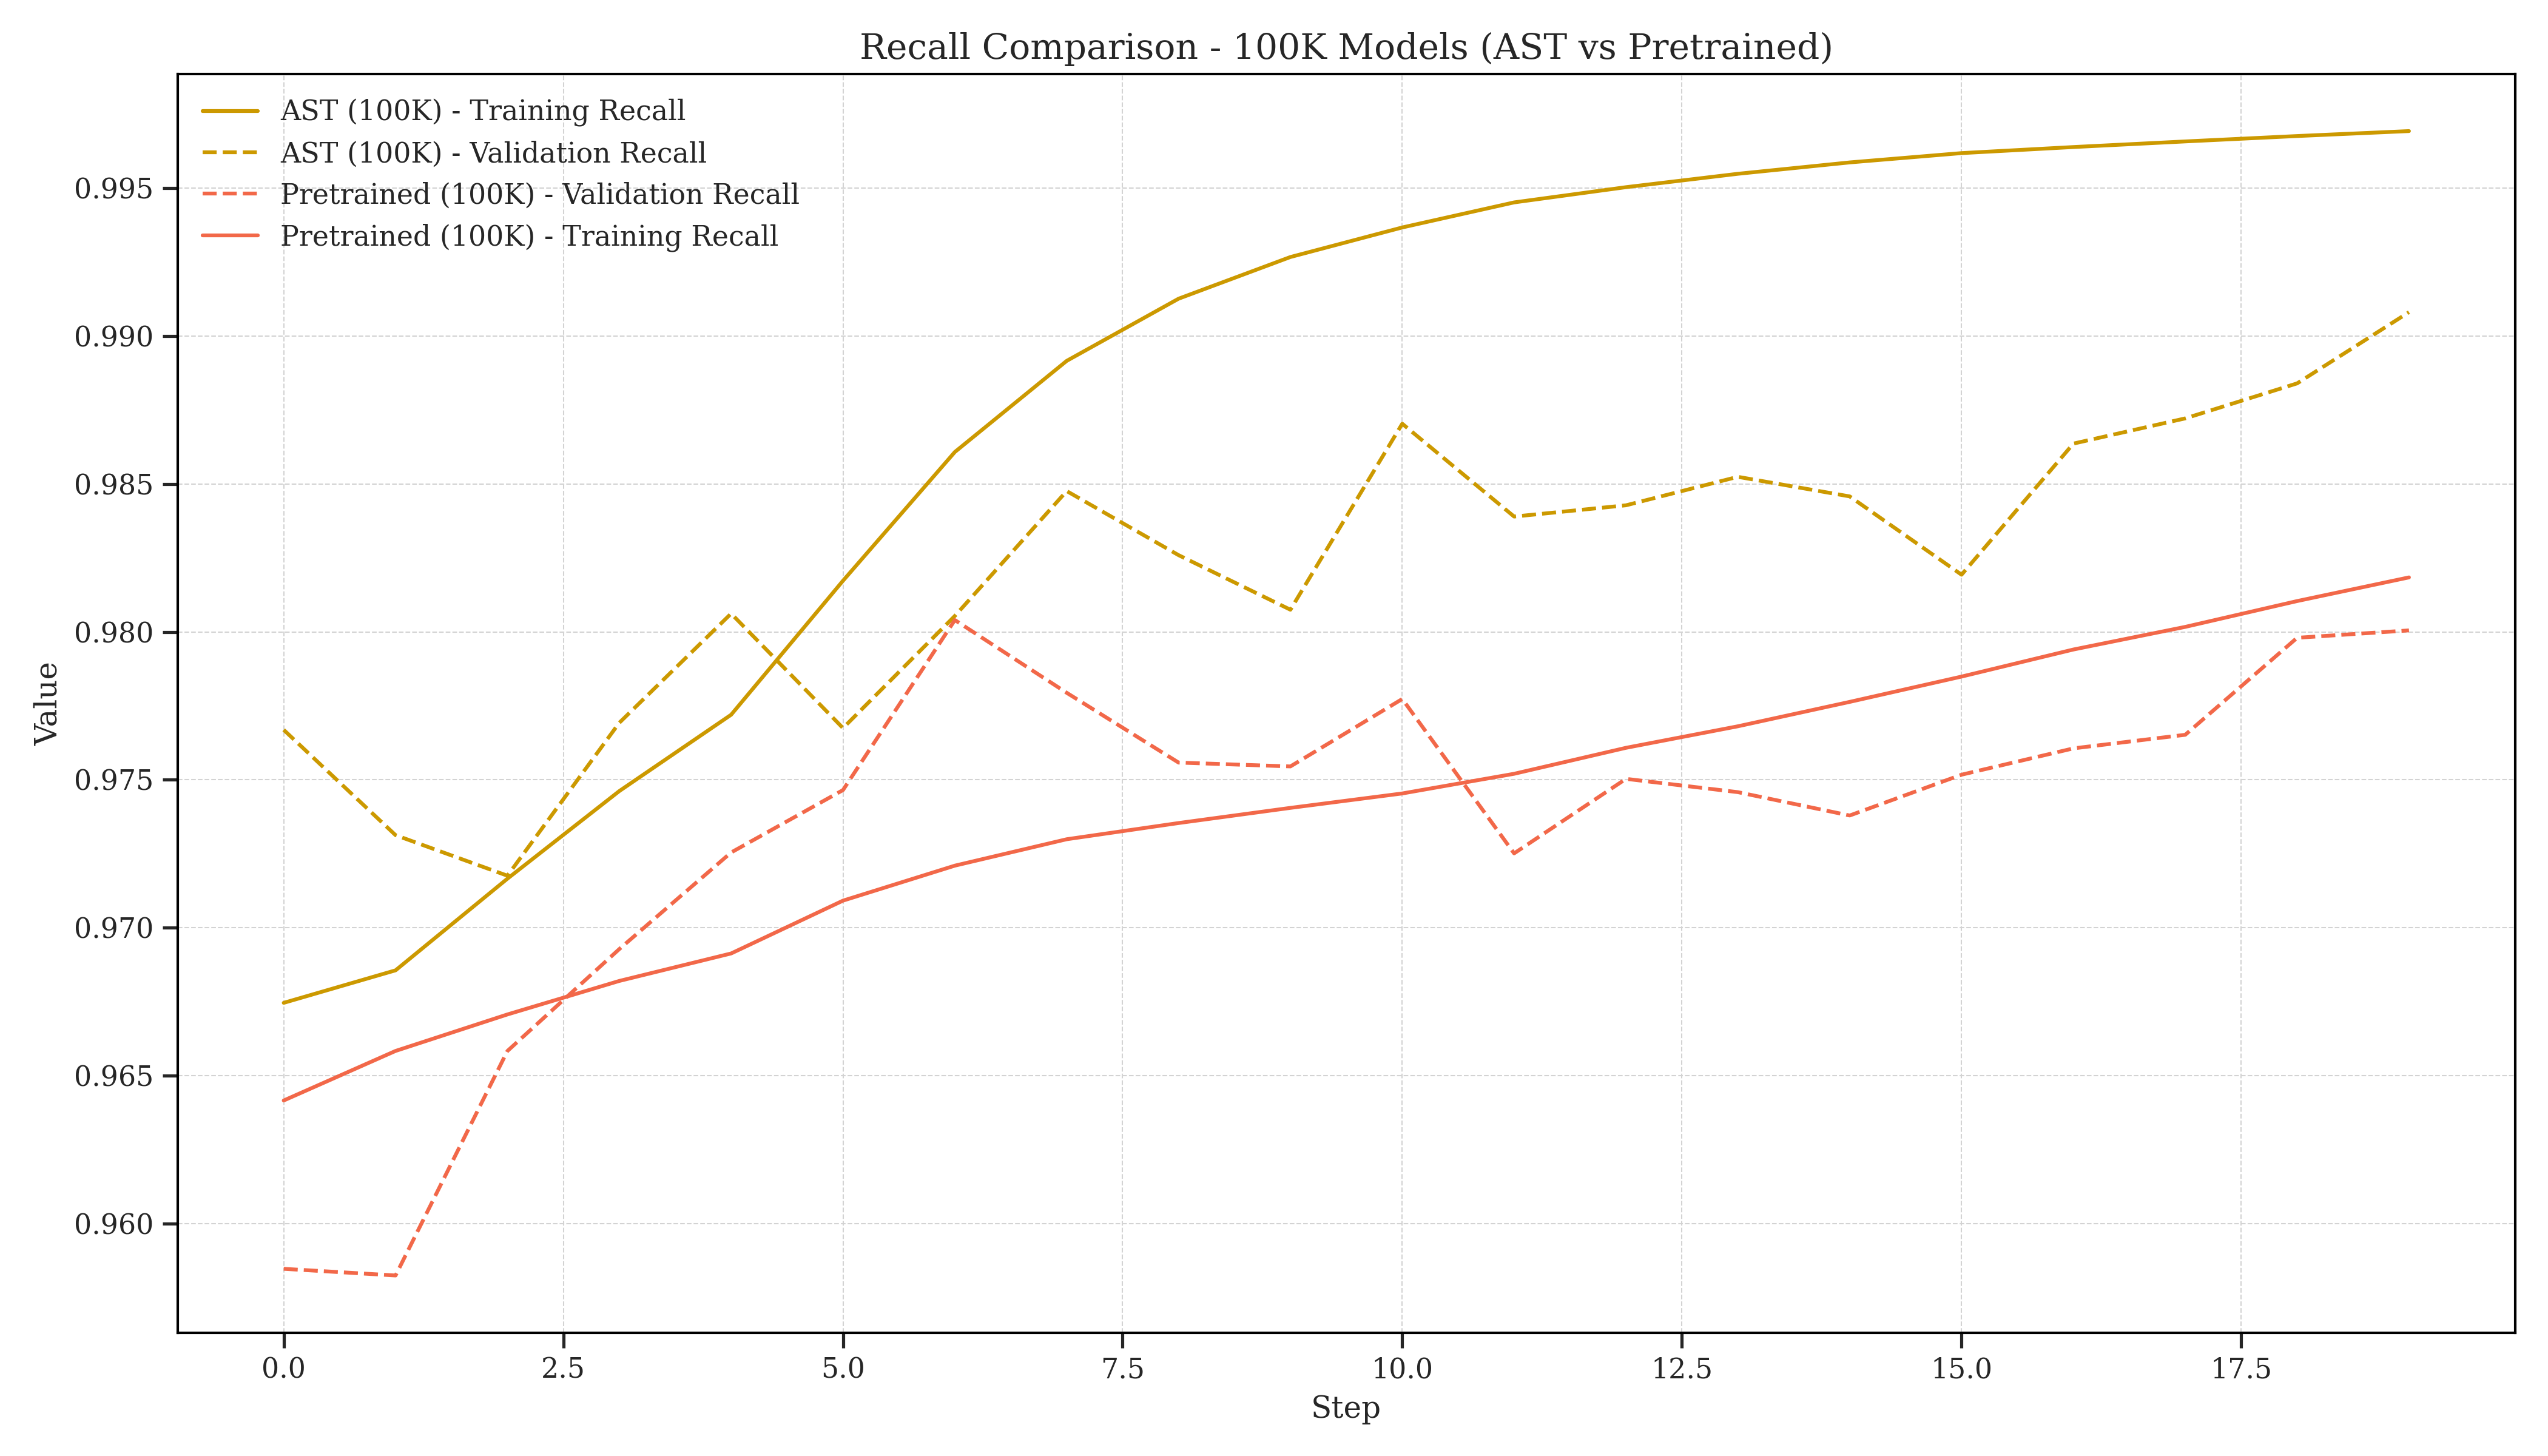 Recall Comparison - 100K Models (AST vs Pretrained)
AST (100K) - Training Recall
AST (100K) - Validation Recall
Pretrained (100K) - Validation Recall
Pretrained (100K) - Training Recall
0.995
0.990
0.985
0.980
0.975
0.970
0.965
0.960
Value
0.0 2.5 5.0 7.5 10.0 12.5 15.0 17.5
Step